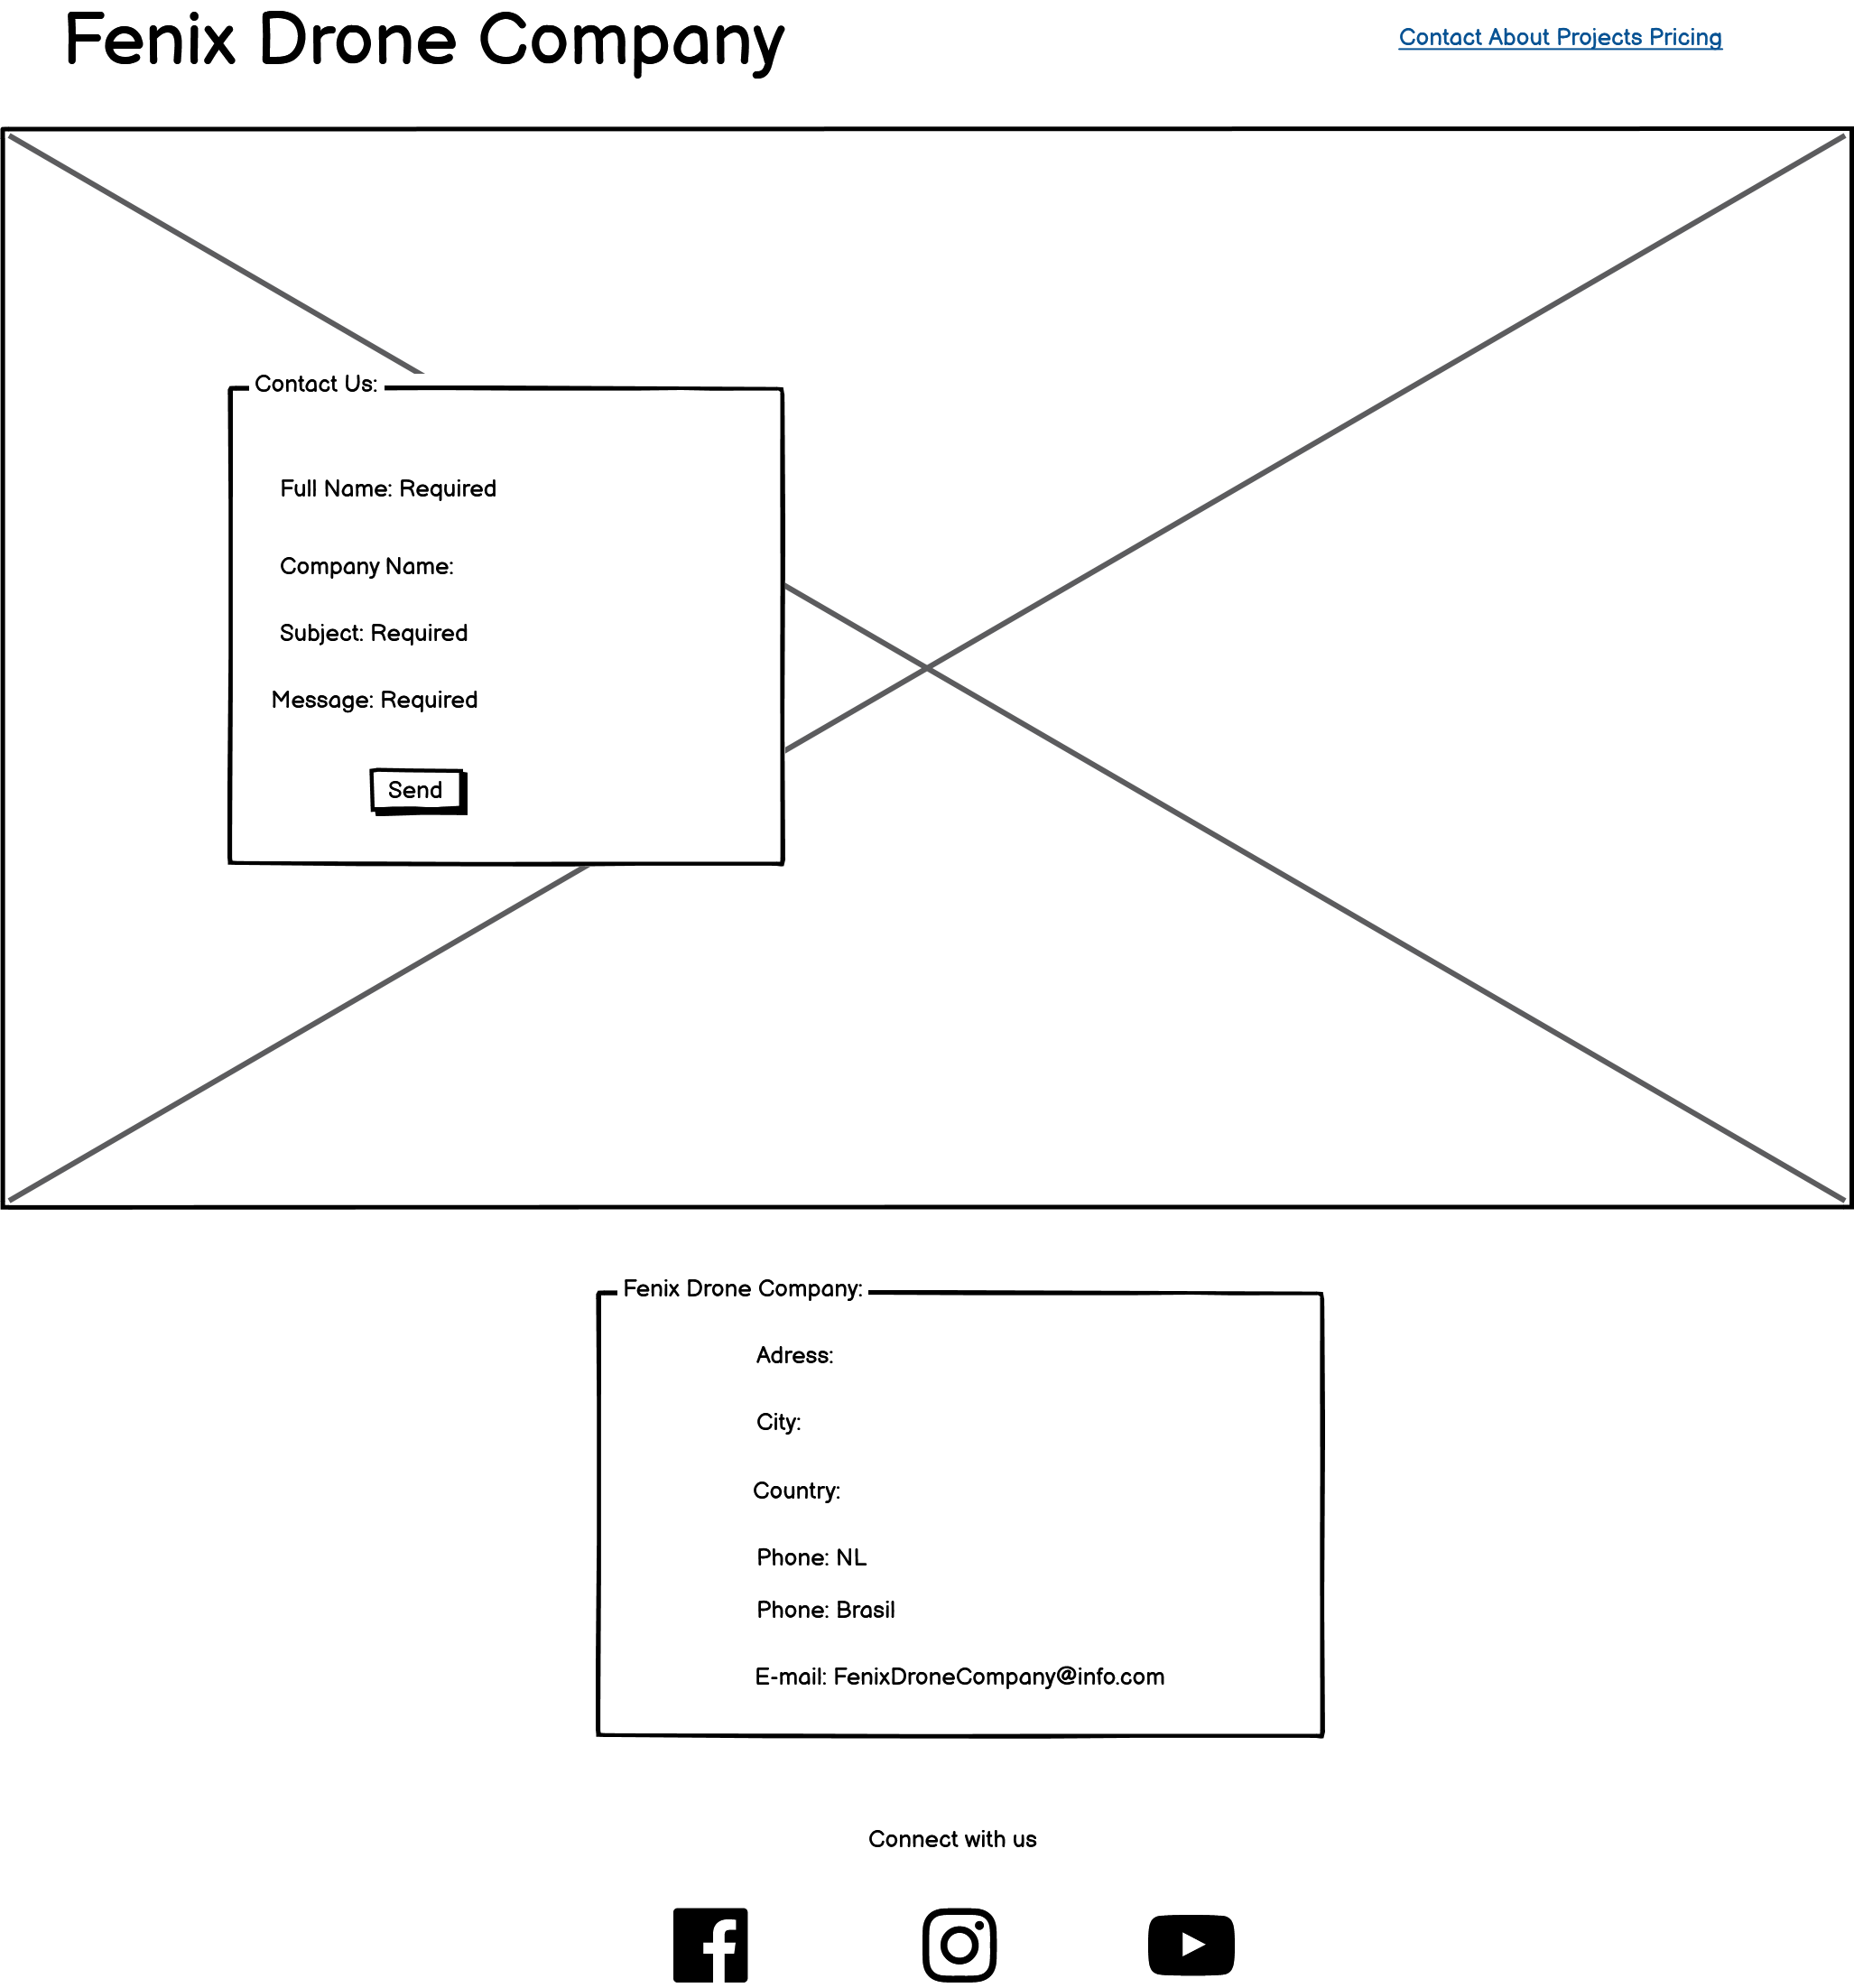 Fenix Drone Company
Contact About Projects Pricing
Contact Us:
Full Name: Required
Company Name:
Subject: Required
Message: Required
Send
Fenix Drone Company:
Adress:
City:
Country:
Phone: NL
Phone: Brasil
E-mail: FenixDroneCompany@info.com
Connect with us